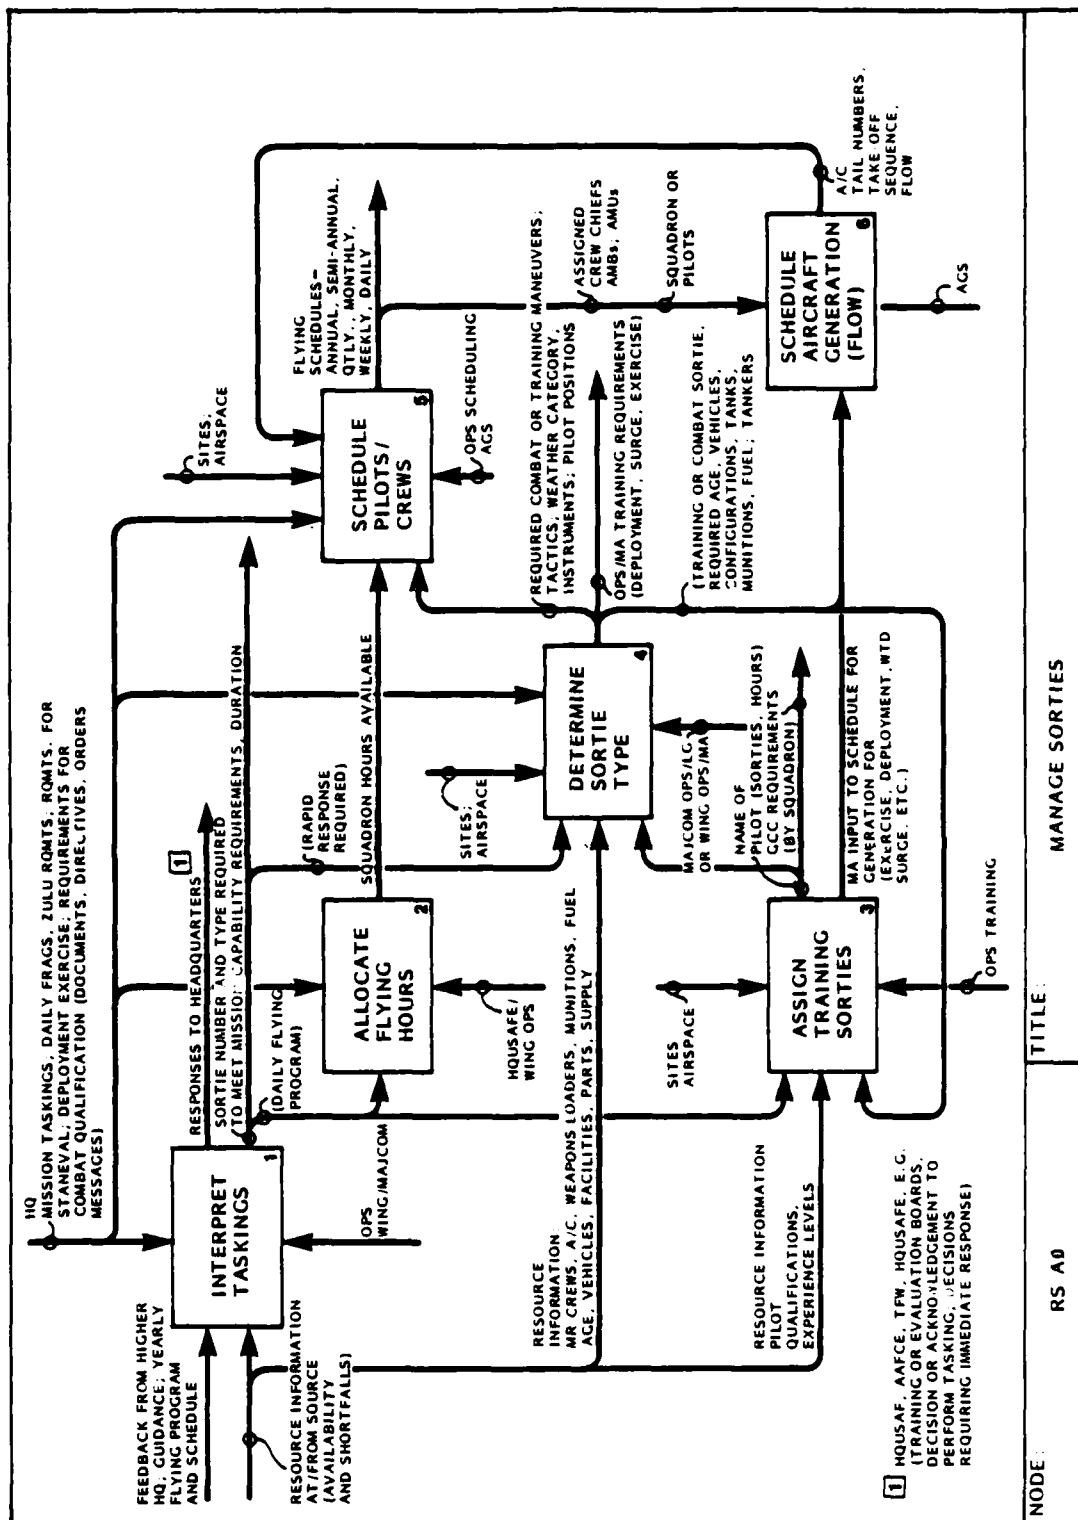 HQ
MISSION TASKINGS, DAILY FRAGS, ZULU RQMTS, RQMTS. FOR
STANEVAL; DEPLOYMENT EXERCISE; REQUIREMENTS FOR
COMBAT QUALIFICATION (DOCUMENTS, DIRECTIVES, ORDERS
MESSAGES)
FEEDBACK FROM HIGHER
HQ; GUIDANCE; YEARLY
FLYING PROGRAM
AND SCHEDULE
RESOURCE INFORMATION
AT/FROM SOURCE
(AVAILABILITY
AND SHORTFALLS)
INTERPRET
TASKINGS
1
OPS
WING/MAJCOM
RESPONSES TO HEADQUARTERS 1
SORTIE NUMBER AND TYPE REQUIRED
TO MEET MISSION CAPABILITY REQUIREMENTS, DURATION
(DAILY FLYING
PROGRAM)
(RAPID
RESPONSE
REQUIRED)
ALLOCATE
FLYING
HOURS
2
HQUSAFE/
WING OPS
SQUADRON HOURS AVAILABLE
SITES;
AIRSPACE
SCHEDULE
PILOTS/
CREWS
5
OPS SCHEDULING
AGS
FLYING
SCHEDULES-
ANNUAL, SEMI-ANNUAL,
QTLY., MONTHLY,
WEEKLY, DAILY
SITES;
AIRSPACE
DETERMINE
SORTIE
TYPE
4
MAJCOM OPS/LG
OR WING OPS/MA
REQUIRED COMBAT OR TRAINING MANEUVERS;
TACTICS; WEATHER CATEGORY,
INSTRUMENTS; PILOT POSITIONS
OPS/MA TRAINING REQUIREMENTS
(DEPLOYMENT, SURGE, EXERCISE)
(TRAINING OR COMBAT SORTIE,
REQUIRED AGE, VEHICLES,
CONFIGURATIONS, TANKS,
MUNITIONS, FUEL; TANKERS
ASSIGNED
CREW CHIEFS
AMBs; AMUs
SQUADRON OR
PILOTS
RESOURCE
INFORMATION
MR CREWS, A/C, WEAPONS LOADERS, MUNITIONS, FUEL
AGE, VEHICLES, FACILITIES, PARTS, SUPPLY
RESOURCE INFORMATION
PILOT
QUALIFICATIONS,
EXPERIENCE LEVELS
SITES
AIRSPACE
ASSIGN
TRAINING
SORTIES
3
OPS TRAINING
NAME OF
PILOT (SORTIES, HOURS)
GCC REQUIREMENTS
(BY SQUADRON)
MA INPUT TO SCHEDULE FOR
GENERATION FOR
(EXERCISE, DEPLOYMENT, WTD
SURGE, ETC.)
SCHEDULE
AIRCRAFT
GENERATION
(FLOW)
6
AGS
A/C
TAIL NUMBERS,
TAKE OFF
SEQUENCE,
FLOW
1 HQUSAF, AAFCE, TFW, HQUSAFE, E.G.
(TRAINING OR EVALUATION BOARDS,
DECISION OR ACKNOWLEDGEMENT TO
PERFORM TASKING; DECISIONS
REQUIRING IMMEDIATE RESPONSE)
NODE:
RS A0
TITLE:
MANAGE SORTIES